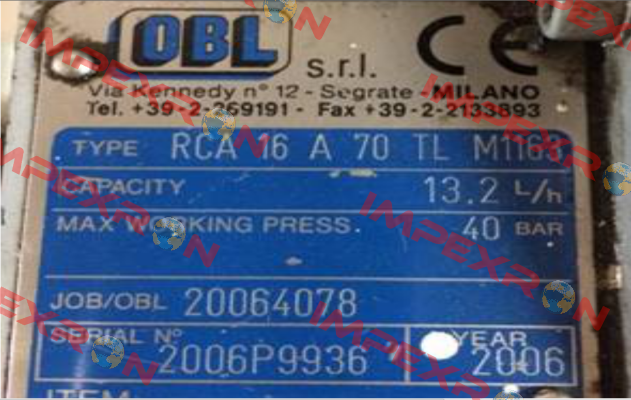 OBL s.r.l. CE
Via Kennedy n° 12 - Segrate - MILANO
Tel. +39-2-269191 - Fax +39-2-2133893
TYPE RCA 16 A 70 TL
CAPACITY 13.2 L/h
MAX WORKING PRESS. 40 BAR
JOB/OBL 20064078
SERIAL N° 2006P9936 YEAR 2006
ITEM
IMPEXRON